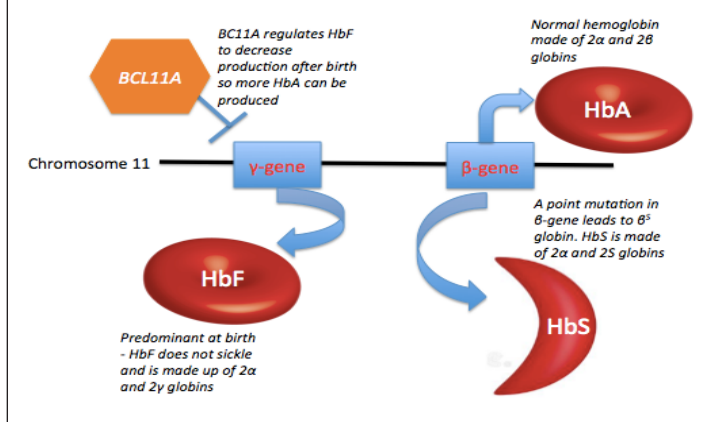 BCL11A
BC11A regulates HbF
to decrease
production after birth
so more HbA can be
produced
Normal hemoglobin
made of 2α and 2β
globins
HbA
Chromosome 11
γ-gene
β-gene
A point mutation in
β-gene leads to βˢ
globin. HbS is made
of 2α and 2S globins
HbF
HbS
Predominant at birth
- HbF does not sickle
and is made up of 2α
and 2γ globins